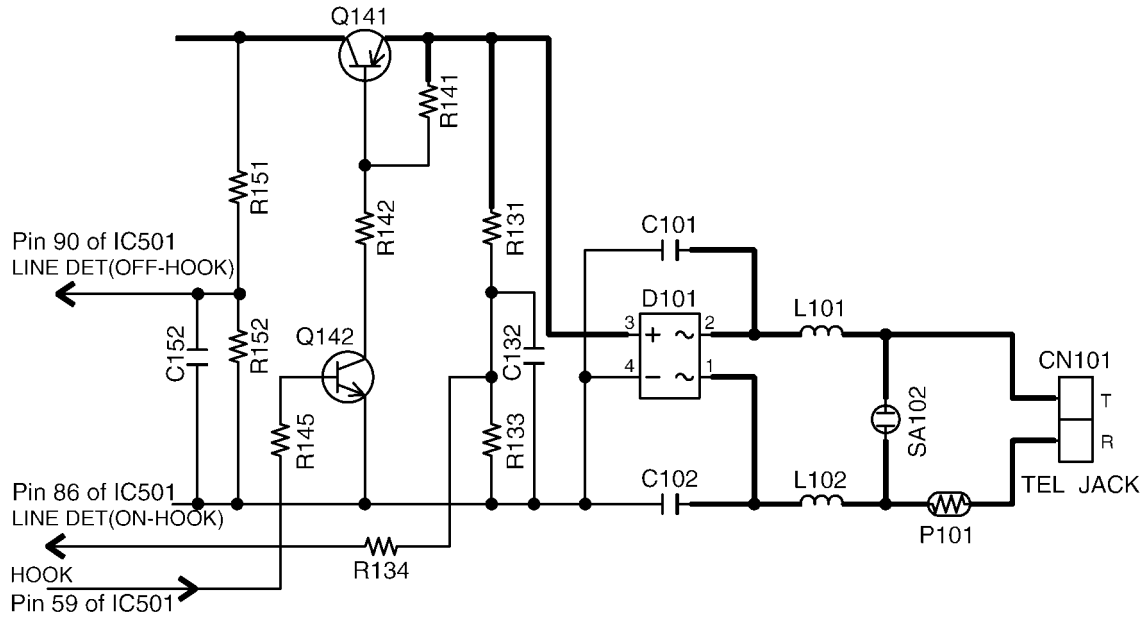 Q141
R141
R151
R142
R131
C101
Pin 90 of IC501
LINE DET(OFF-HOOK)
D101
L101
3 + ~ 2
4 − ~ 1
Q142
C152
R152
C132
CN101
T
R
SA102
R145
R133
C102
L102
TEL JACK
Pin 86 of IC501
LINE DET(ON-HOOK)
P101
R134
HOOK
Pin 59 of IC501